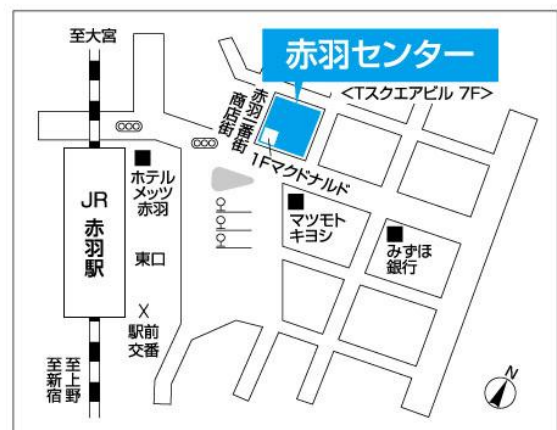 至大宮
赤羽センター
<Tスクエアビル 7F>
赤羽一番街
商店街
1Fマクドナルド
ホテル
メッツ
赤羽
JR
赤羽駅
マツモト
キヨシ
みずほ
銀行
東口
X
駅前
交番
至上野
至新宿
N